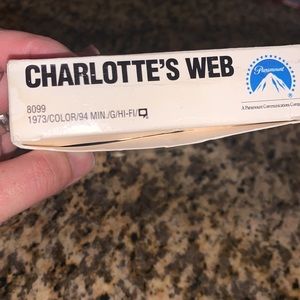 CHARLOTTE'S WEB
Paramount
8099
A Paramount Communications Company
1973/COLOR/94 MIN./G/HI-FI/